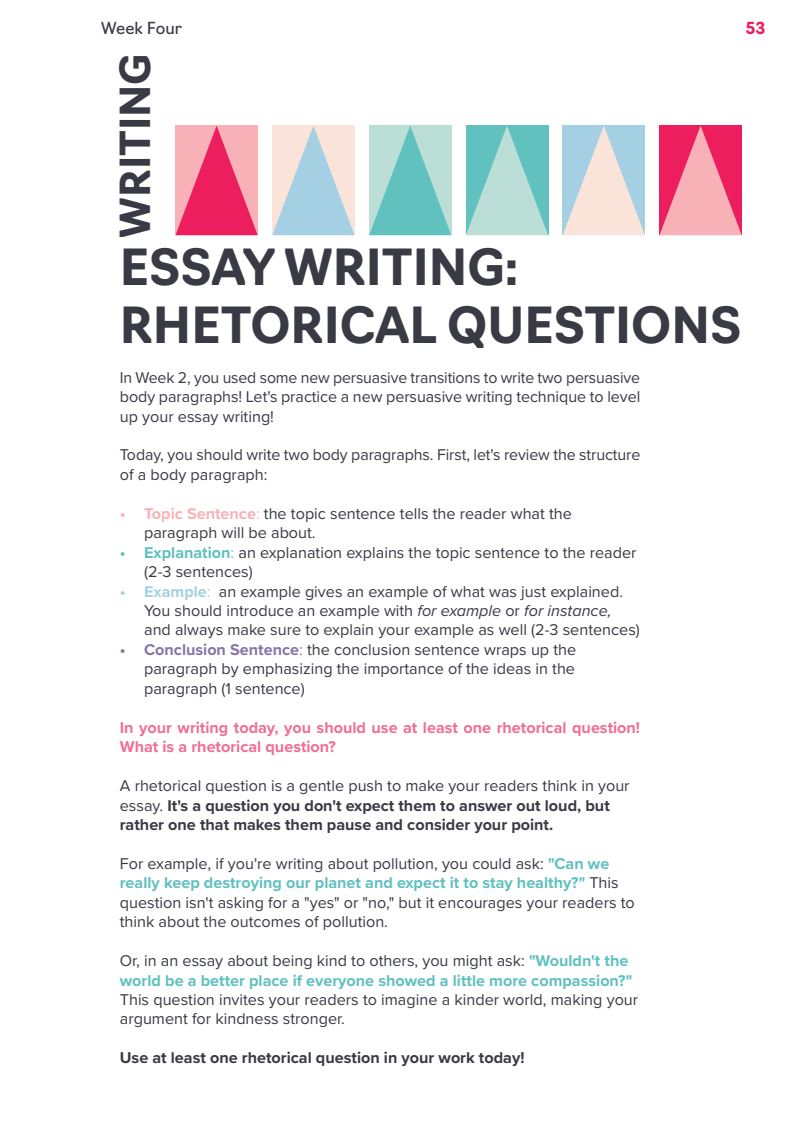 Week Four
53
WRITING
ESSAY WRITING:
RHETORICAL QUESTIONS
In Week 2, you used some new persuasive transitions to write two persuasive
body paragraphs! Let's practice a new persuasive writing technique to level
up your essay writing!
Today, you should write two body paragraphs. First, let's review the structure
of a body paragraph:
• Topic Sentence: the topic sentence tells the reader what the
paragraph will be about.
• Explanation: an explanation explains the topic sentence to the reader
(2-3 sentences)
• Example: an example gives an example of what was just explained.
You should introduce an example with for example or for instance,
and always make sure to explain your example as well (2-3 sentences)
• Conclusion Sentence: the conclusion sentence wraps up the
paragraph by emphasizing the importance of the ideas in the
paragraph (1 sentence)
In your writing today, you should use at least one rhetorical question!
What is a rhetorical question?
A rhetorical question is a gentle push to make your readers think in your
essay. It's a question you don't expect them to answer out loud, but
rather one that makes them pause and consider your point.
For example, if you're writing about pollution, you could ask: "Can we
really keep destroying our planet and expect it to stay healthy?" This
question isn't asking for a "yes" or "no," but it encourages your readers to
think about the outcomes of pollution.
Or, in an essay about being kind to others, you might ask: "Wouldn't the
world be a better place if everyone showed a little more compassion?"
This question invites your readers to imagine a kinder world, making your
argument for kindness stronger.
Use at least one rhetorical question in your work today!